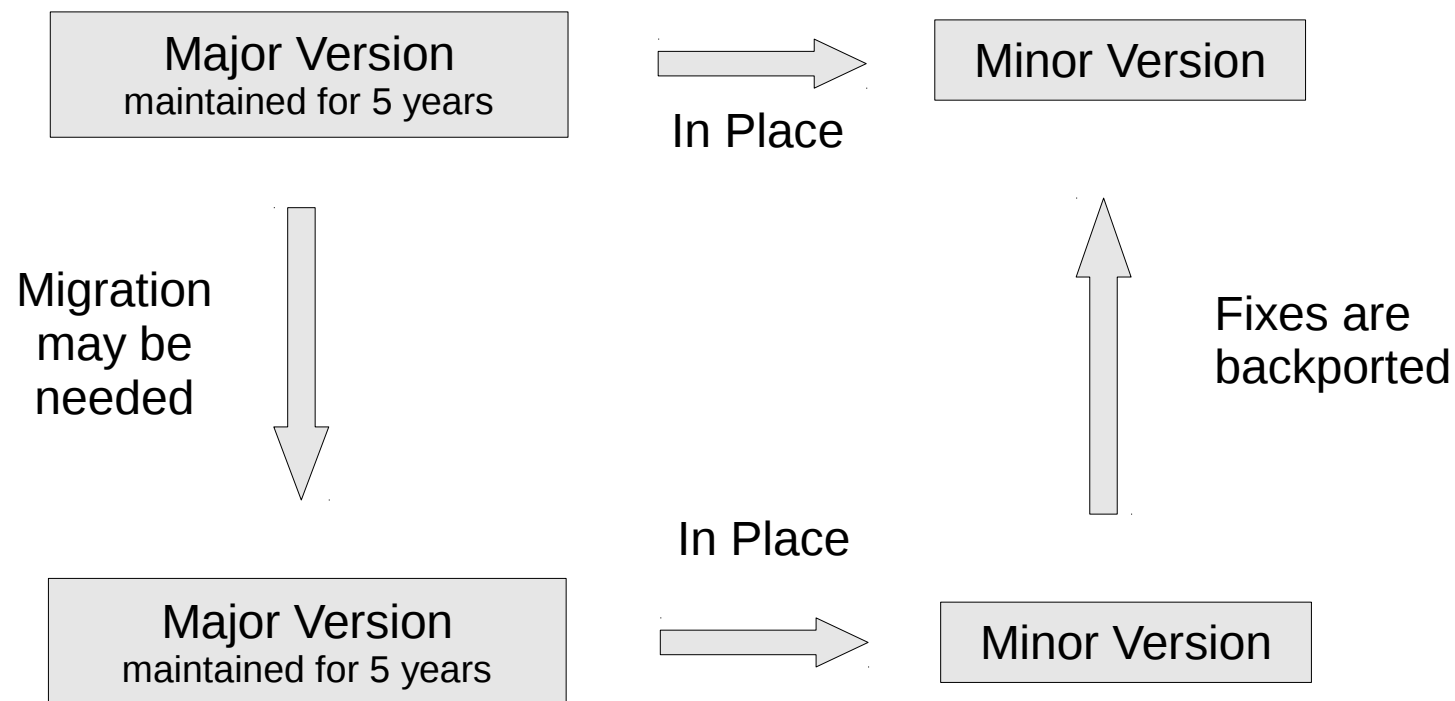 Major Version
maintained for 5 years
In Place
Minor Version
Migration
may be
needed
Fixes are
backported
In Place
Major Version
maintained for 5 years
Minor Version